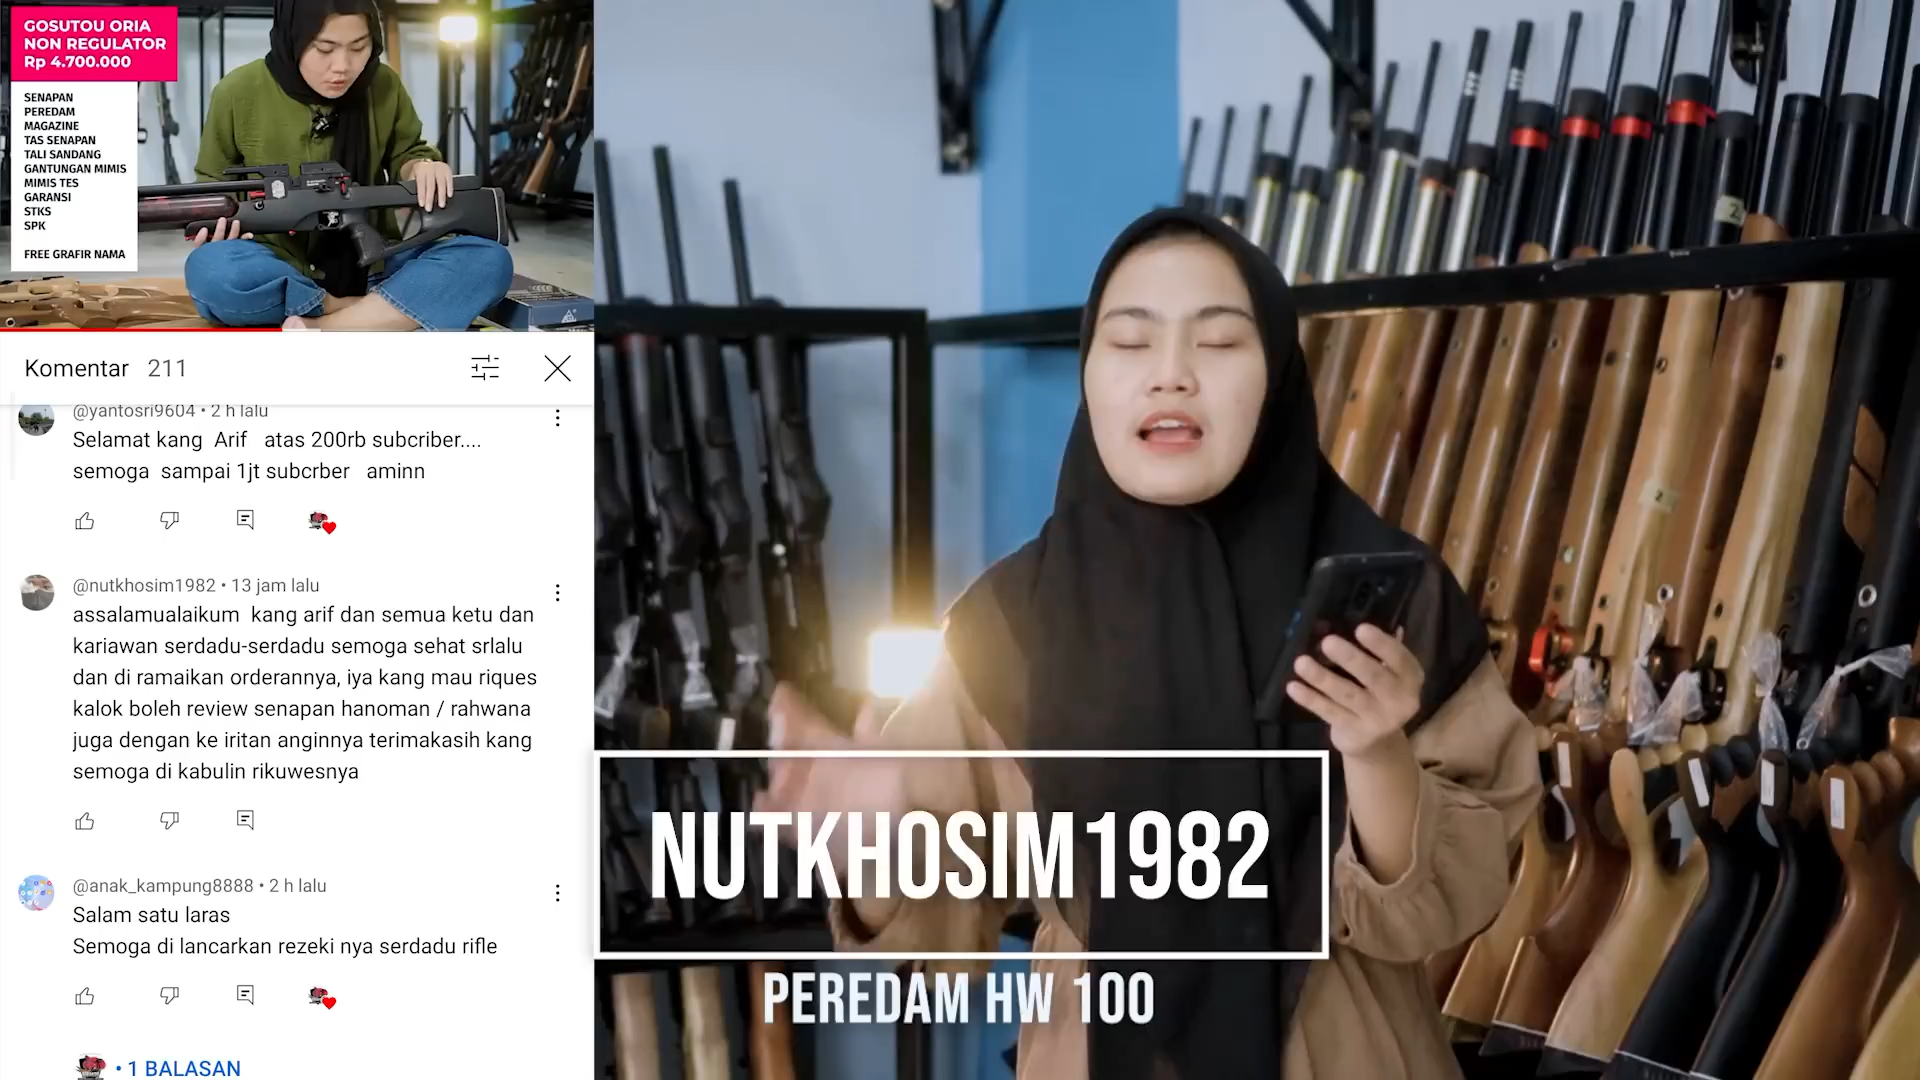 GOSUTOU ORIA
NON REGULATOR
Rp 4.700.000
SENAPAN
PEREDAM
MAGAZINE
TAS SENAPAN
TALI SANDANG
GANTUNGAN MIMIS
MIMIS TES
GARANSI
STKS
SPK
FREE GRAFIR NAMA
Komentar 211
@yantosri9604 • 2 h lalu
Selamat kang Arif atas 200rb subcriber....
semoga sampai 1jt subcrber aminn
@nutkhosim1982 • 13 jam lalu
assalamualaikum kang arif dan semua ketu dan
kariawan serdadu-serdadu semoga sehat srlalu
dan di ramaikan orderannya, iya kang mau riques
kalok boleh review senapan hanoman / rahwana
juga dengan ke iritan anginnya terimakasih kang
semoga di kabulin rikuwesnya
@anak_kampung8888 • 2 h lalu
Salam satu laras
Semoga di lancarkan rezeki nya serdadu rifle
• 1 BALASAN
NUTKHOSIM1982
PEREDAM HW 100